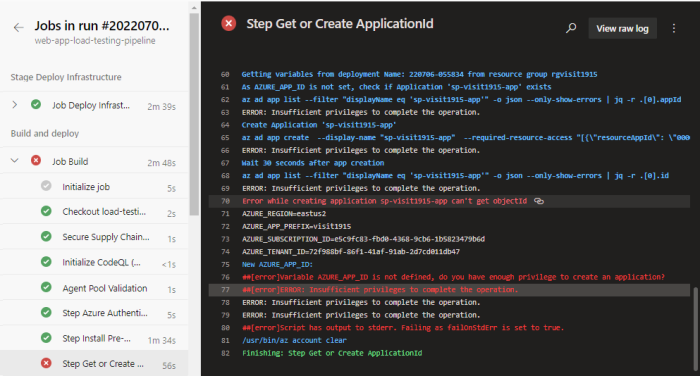 Jobs in run #2022070...
web-app-load-testing-pipeline
Stage Deploy Infrastructure
Job Deploy Infrast... 2m 39s
Build and deploy
Job Build 2m 48s
Initialize job 5s
Checkout load-testi... 2s
Secure Supply Chain... 1s
Initialize CodeQL (... <1s
Agent Pool Validation 1s
Step Azure Authenti... 5s
Step Install Pre-... 1m 34s
Step Get or Create ... 56s
Step Get or Create ApplicationId
View raw log
60 Getting variables from deployment Name: 220706-055834 from resource group rgvisit1915
61 As AZURE_APP_ID is not set, check if Application 'sp-visit1915-app' exists
62 az ad app list --filter "displayName eq 'sp-visit1915-app'" -o json --only-show-errors | jq -r .[0].appId
63 ERROR: Insufficient privileges to complete the operation.
64 Create Application 'sp-visit1915-app'
65 az ad app create --display-name "sp-visit1915-app" --required-resource-access "[{\"resourceAppId\": \"000
66 ERROR: Insufficient privileges to complete the operation.
67 Wait 30 seconds after app creation
68 az ad app list --filter "displayName eq 'sp-visit1915-app'" -o json --only-show-errors | jq -r .[0].id
69 ERROR: Insufficient privileges to complete the operation.
70 Error while creating application sp-visit1915-app can't get objectId
71 AZURE_REGION=eastus2
72 AZURE_APP_PREFIX=visit1915
73 AZURE_SUBSCRIPTION_ID=e5c9fc83-fbd0-4368-9cb6-1b5823479b6d
74 AZURE_TENANT_ID=72f988bf-86f1-41af-91ab-2d7cd011db47
75 New AZURE_APP_ID:
76 ##[error]Variable AZURE_APP_ID is not defined, do you have enough privilege to create an application?
77 ##[error]ERROR: Insufficient privileges to complete the operation.
78 ERROR: Insufficient privileges to complete the operation.
79 ERROR: Insufficient privileges to complete the operation.
80 ##[error]Script has output to stderr. Failing as failOnStdErr is set to true.
81 /usr/bin/az account clear
82 Finishing: Step Get or Create ApplicationId